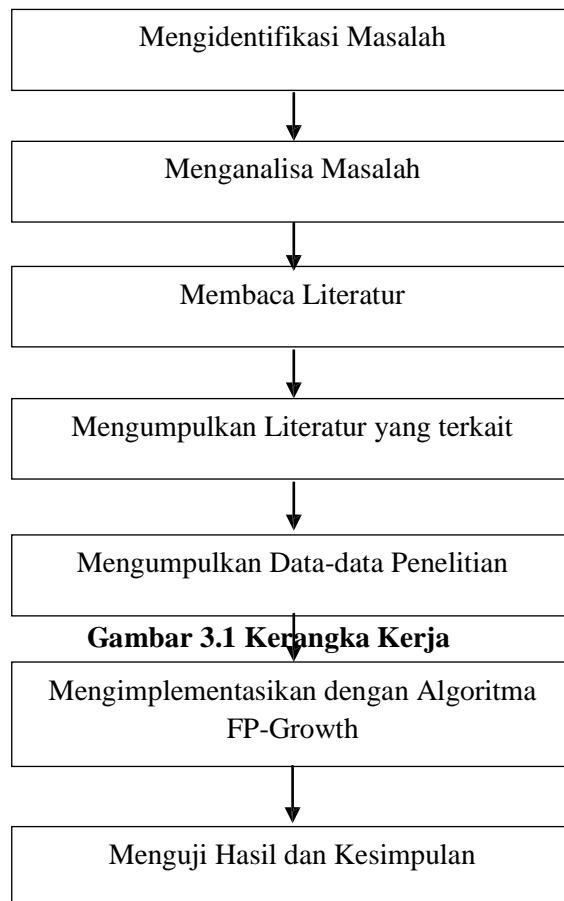 Mengidentifikasi Masalah
Menganalisa Masalah
Membaca Literatur
Mengumpulkan Literatur yang terkait
Mengumpulkan Data-data Penelitian
Gambar 3.1 Kerangka Kerja
Mengimplementasikan dengan Algoritma
FP-Growth
Menguji Hasil dan Kesimpulan